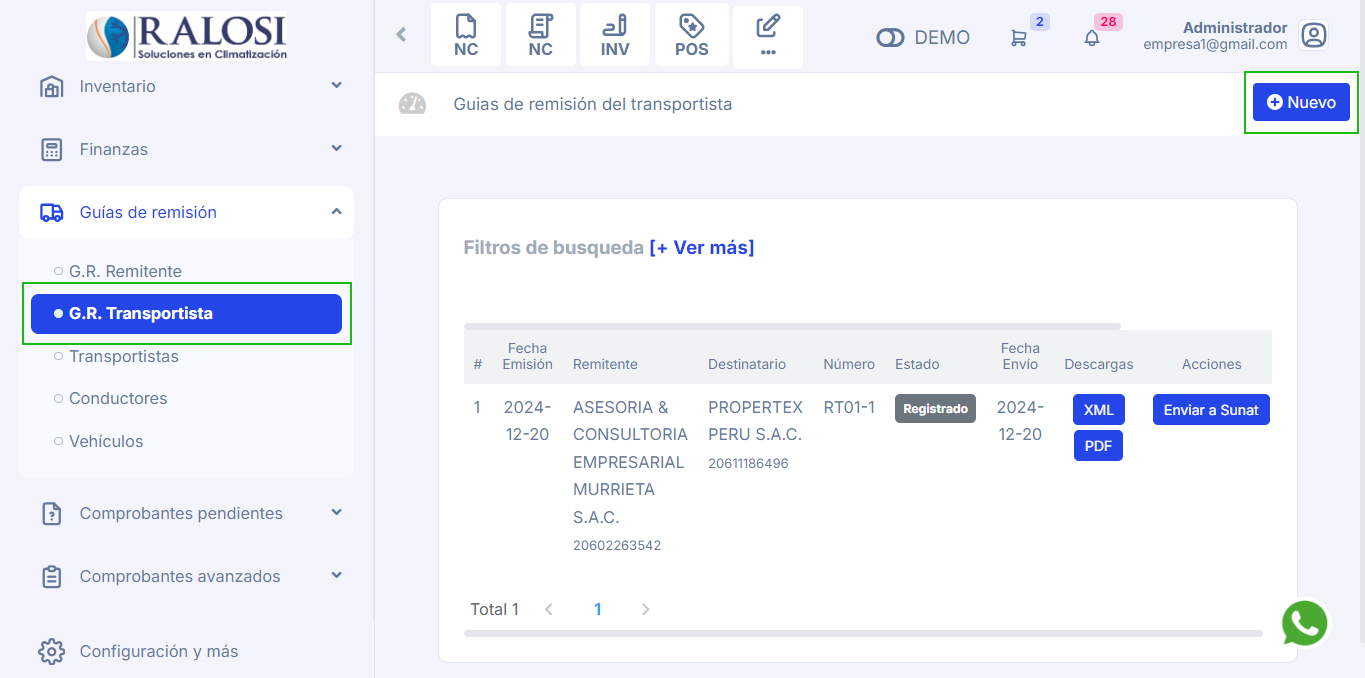 RALOSI
Soluciones en Climatización
Inventario
Finanzas
Guías de remisión
G.R. Remitente
G.R. Transportista
Transportistas
Conductores
Vehículos
Comprobantes pendientes
Comprobantes avanzados
Configuración y más
NC
NC
INV
POS
...
DEMO
2
28
Administrador
empresa1@gmail.com
Guias de remisión del transportista
Nuevo
Filtros de busqueda [+ Ver más]
# Fecha Emisión Remitente Destinatario Número Estado Fecha Envío Descargas Acciones
1 2024- ASESORIA & PROPERTEX RT01-1 Registrado 2024- XML Enviar a Sunat
12-20 CONSULTORIA PERU S.A.C. 12-20 PDF
EMPRESARIAL 20611186496
MURRIETA
S.A.C.
20602263542
Total 1 1